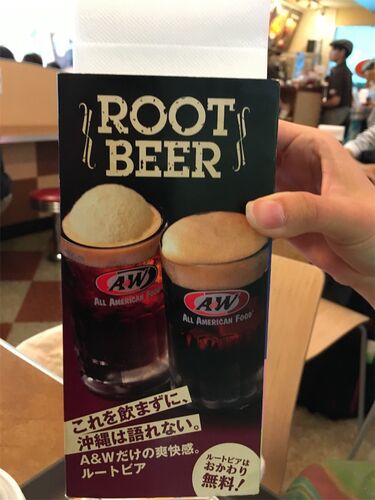 ROOT
BEER
A&W
ALL AMERICAN FOOD
A&W
ALL AMERICAN FOOD
これを飲まずに、
沖縄は語れない。
A&Wだけの爽快感。
ルートビア
ルートビアは
おかわり
無料!